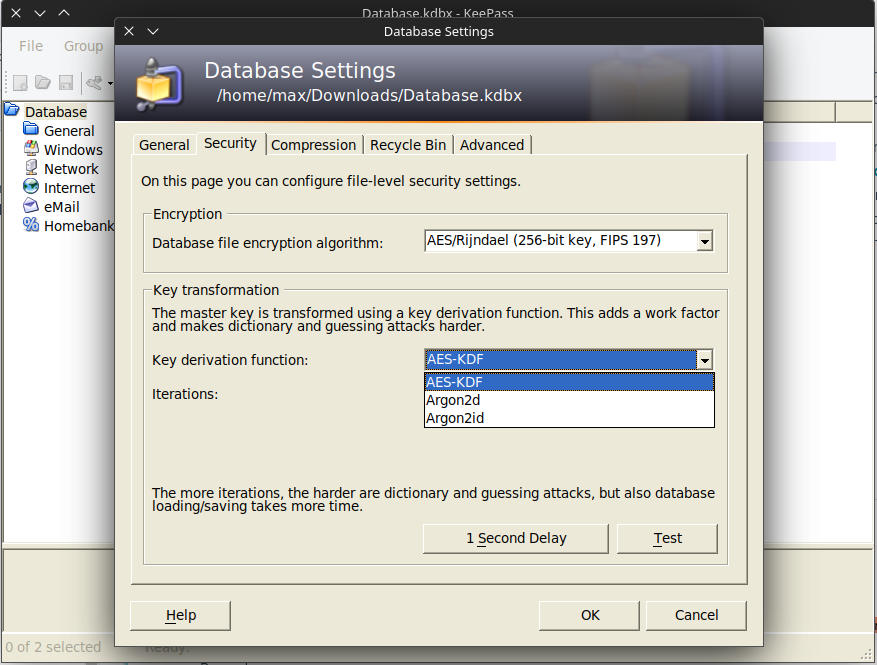 Database.kdbx - KeePass
Database Settings
File Group
Database Settings
/home/max/Downloads/Database.kdbx
Database
General
Windows
Network
Internet
eMail
Homebank
General Security Compression Recycle Bin Advanced
On this page you can configure file-level security settings.
Encryption
Database file encryption algorithm: AES/Rijndael (256-bit key, FIPS 197)
Key transformation
The master key is transformed using a key derivation function. This adds a work factor
and makes dictionary and guessing attacks harder.
Key derivation function: AES-KDF
AES-KDF
Iterations:
Argon2d
Argon2id
The more iterations, the harder are dictionary and guessing attacks, but also database
loading/saving takes more time.
1 Second Delay Test
Help OK Cancel
0 of 2 selected Ready.